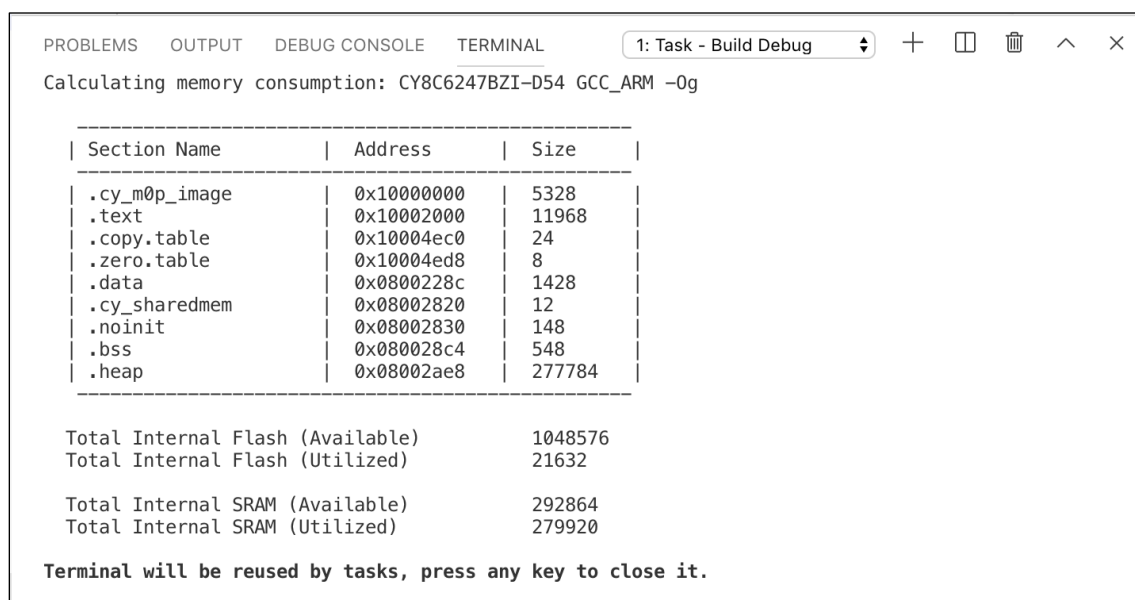 PROBLEMS OUTPUT DEBUG CONSOLE TERMINAL 1: Task - Build Debug
Calculating memory consumption: CY8C6247BZI-D54 GCC_ARM -Og
| Section Name | Address | Size |
| .cy_m0p_image | 0x10000000 | 5328 |
| .text | 0x10002000 | 11968 |
| .copy.table | 0x10004ec0 | 24 |
| .zero.table | 0x10004ed8 | 8 |
| .data | 0x0800228c | 1428 |
| .cy_sharedmem | 0x08002820 | 12 |
| .noinit | 0x08002830 | 148 |
| .bss | 0x080028c4 | 548 |
| .heap | 0x08002ae8 | 277784 |
Total Internal Flash (Available) 1048576
Total Internal Flash (Utilized) 21632
Total Internal SRAM (Available) 292864
Total Internal SRAM (Utilized) 279920
Terminal will be reused by tasks, press any key to close it.